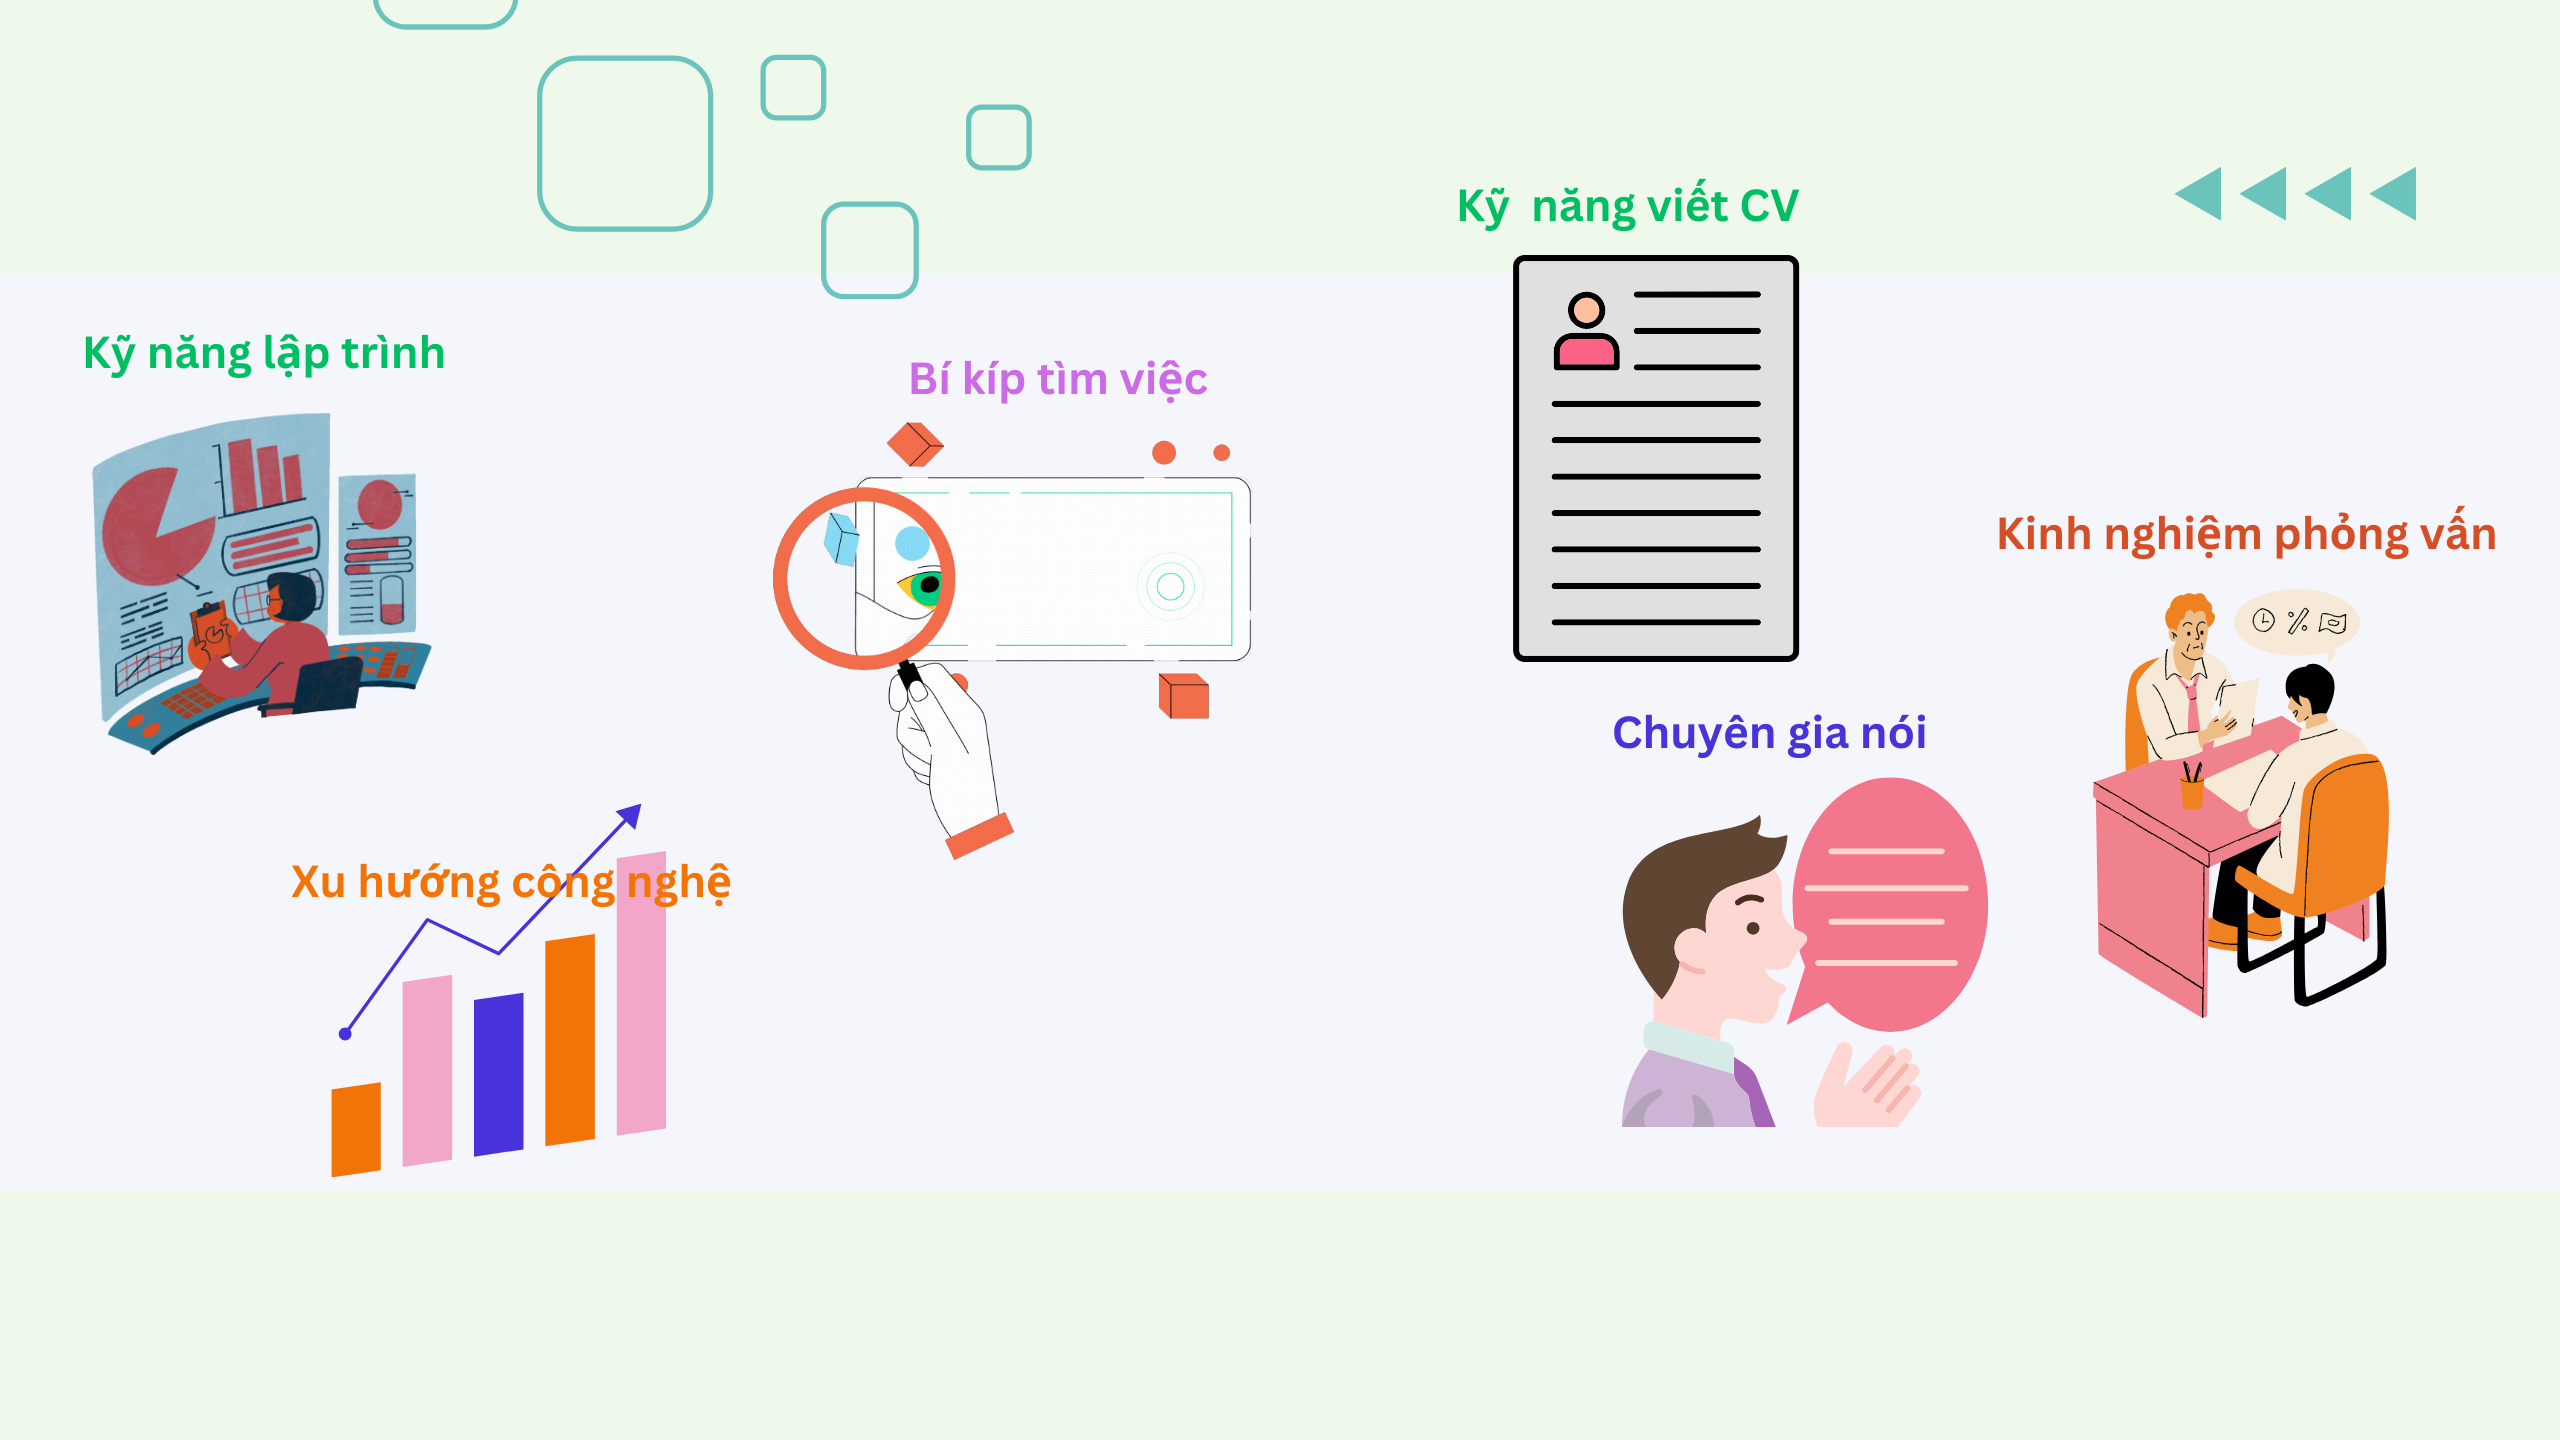 Kỹ năng viết CV
Kỹ năng lập trình
Bí kíp tìm việc
Kinh nghiệm phỏng vấn
Chuyên gia nói
Xu hướng công nghệ
%